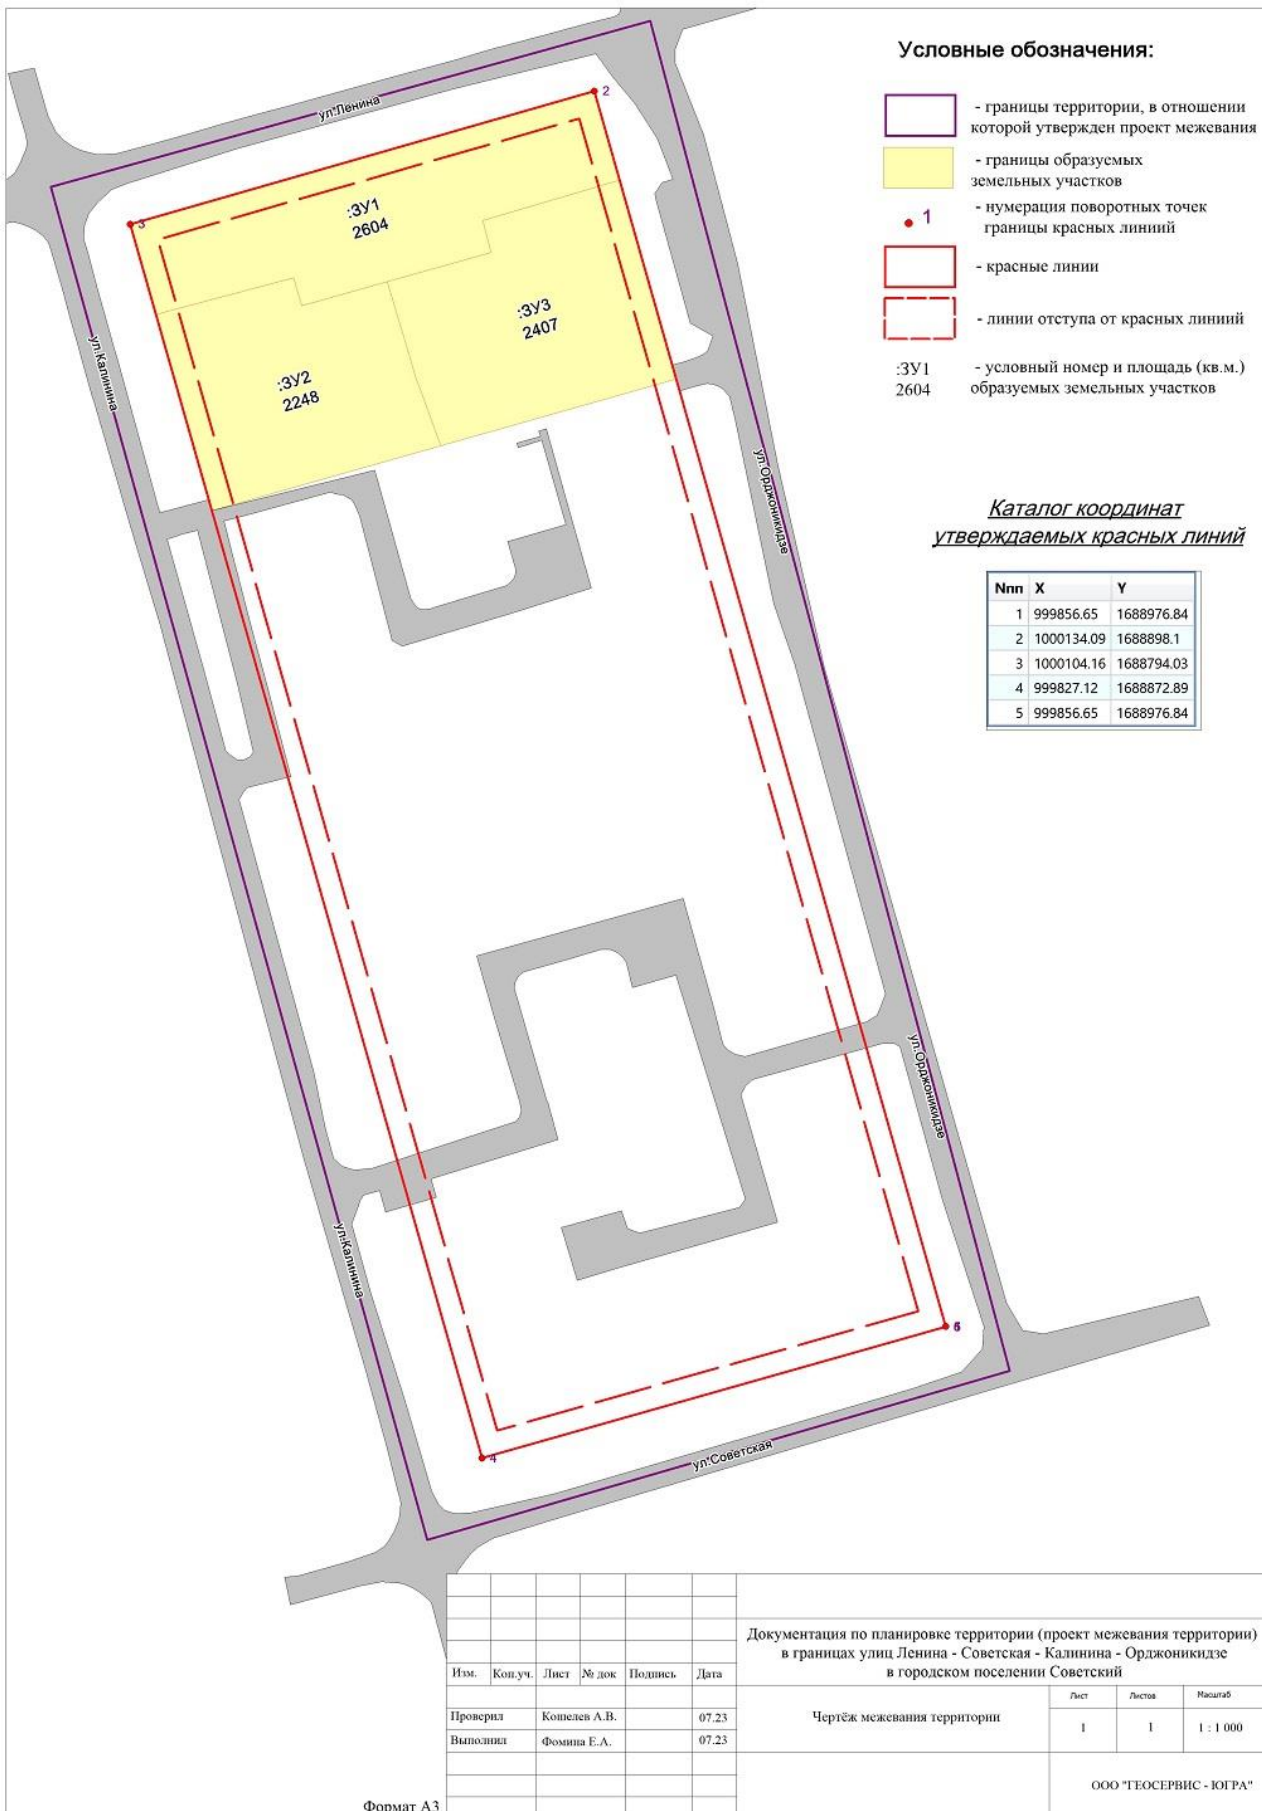 Условные обозначения:
- границы территории, в отношении
которой утвержден проект межевания
- границы образуемых
земельных участков
1
- нумерация поворотных точек
границы красных линиий
- красные линии
- линии отступа от красных линиий
:ЗУ1
2604
- условный номер и площадь (кв.м.)
образуемых земельных участков
Каталог координат
утверждаемых красных линий
Nпп X Y
1 999856.65 1688976.84
2 1000134.09 1688898.1
3 1000104.16 1688794.03
4 999827.12 1688872.89
5 999856.65 1688976.84
ул.Ленина
2
3
:ЗУ1
2604
:ЗУ3
2407
:ЗУ2
2248
ул.Калинина
ул.Орджоникидзе
ул.Орджоникидзе
ул.Калинина
4
ул.Советская
Документация по планировке территории (проект межевания территории)
в границах улиц Ленина - Советская - Калинина - Орджоникидзе
в городском поселении Советский
Изм. Кол.уч. Лист № док Подпись Дата
Проверил Кошелев А.В. 07.23
Выполнил Фомина Е.А. 07.23
Чертёж межевания территории
Лист Листов Масштаб
1 1 1 : 1 000
ООО "ГЕОСЕРВИС - ЮГРА"
Формат А3